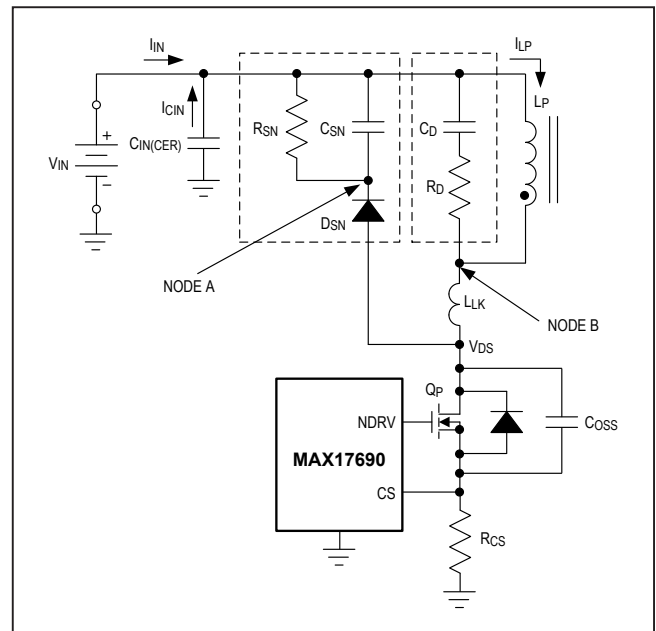 IIN
ILP
ICIN
LP
RSN
CSN
CD
CIN(CER)
VIN
+
−
RD
DSN
NODE A
LLK
NODE B
VDS
QP
NDRV
COSS
MAX17690
CS
RCS